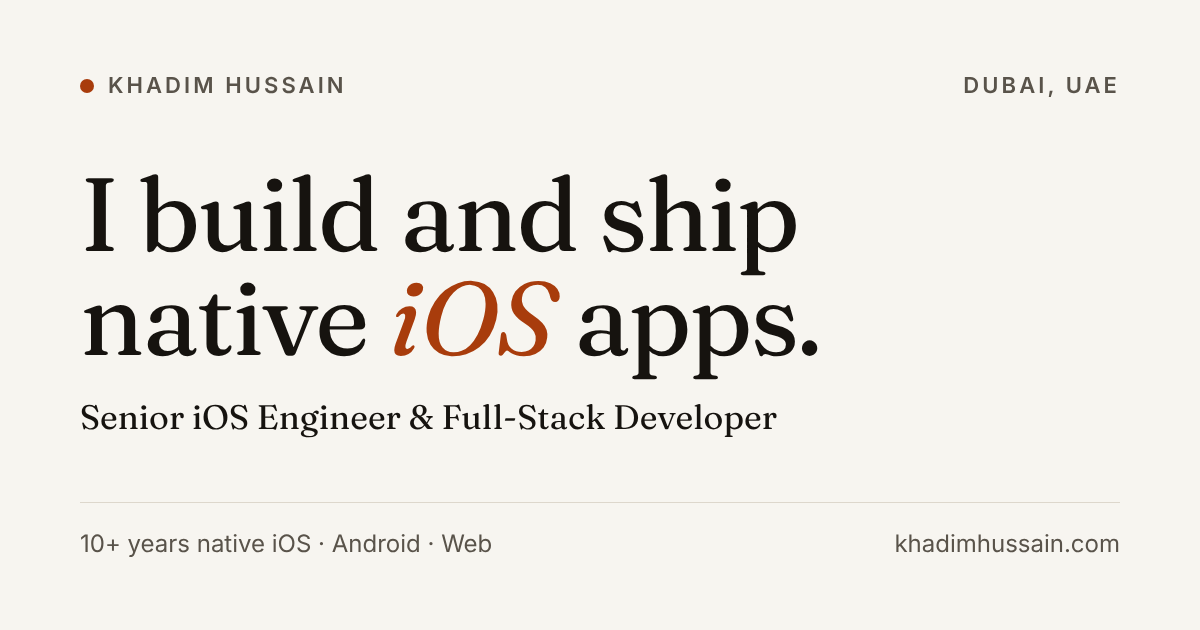 KHADIM HUSSAIN
DUBAI, UAE
I build and ship
native iOS apps.
Senior iOS Engineer & Full-Stack Developer
10+ years native iOS · Android · Web
khadimhussain.com